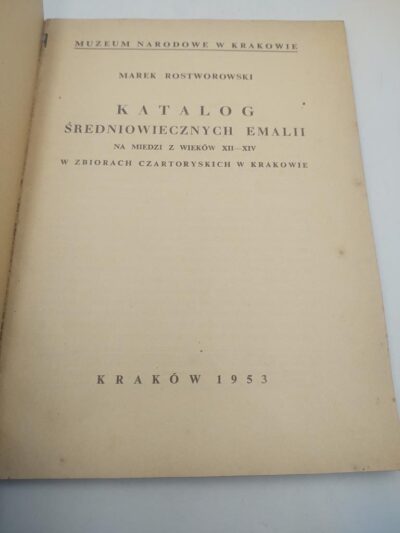 MUZEUM NARODOWE W KRAKOWIE
MAREK ROSTWOROWSKI
KATALOG
ŚREDNIOWIECZNYCH EMALII
NA MIEDZI Z WIEKÓW XII—XIV
W ZBIORACH CZARTORYSKICH W KRAKOWIE
KRAKÓW 1953